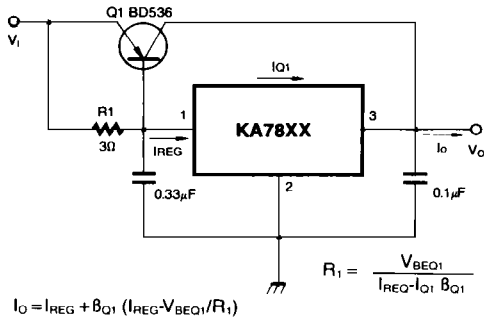 Q1 BD536
VI
IQ1
R1
3Ω
1
KA78XX
3
IREG
IO
VO
0.33μF
2
0.1μF
R1 = VBEQ1 / IREQ-IQ1 βQ1
IO = IREG + βQ1 (IREG-VBEQ1/R1)